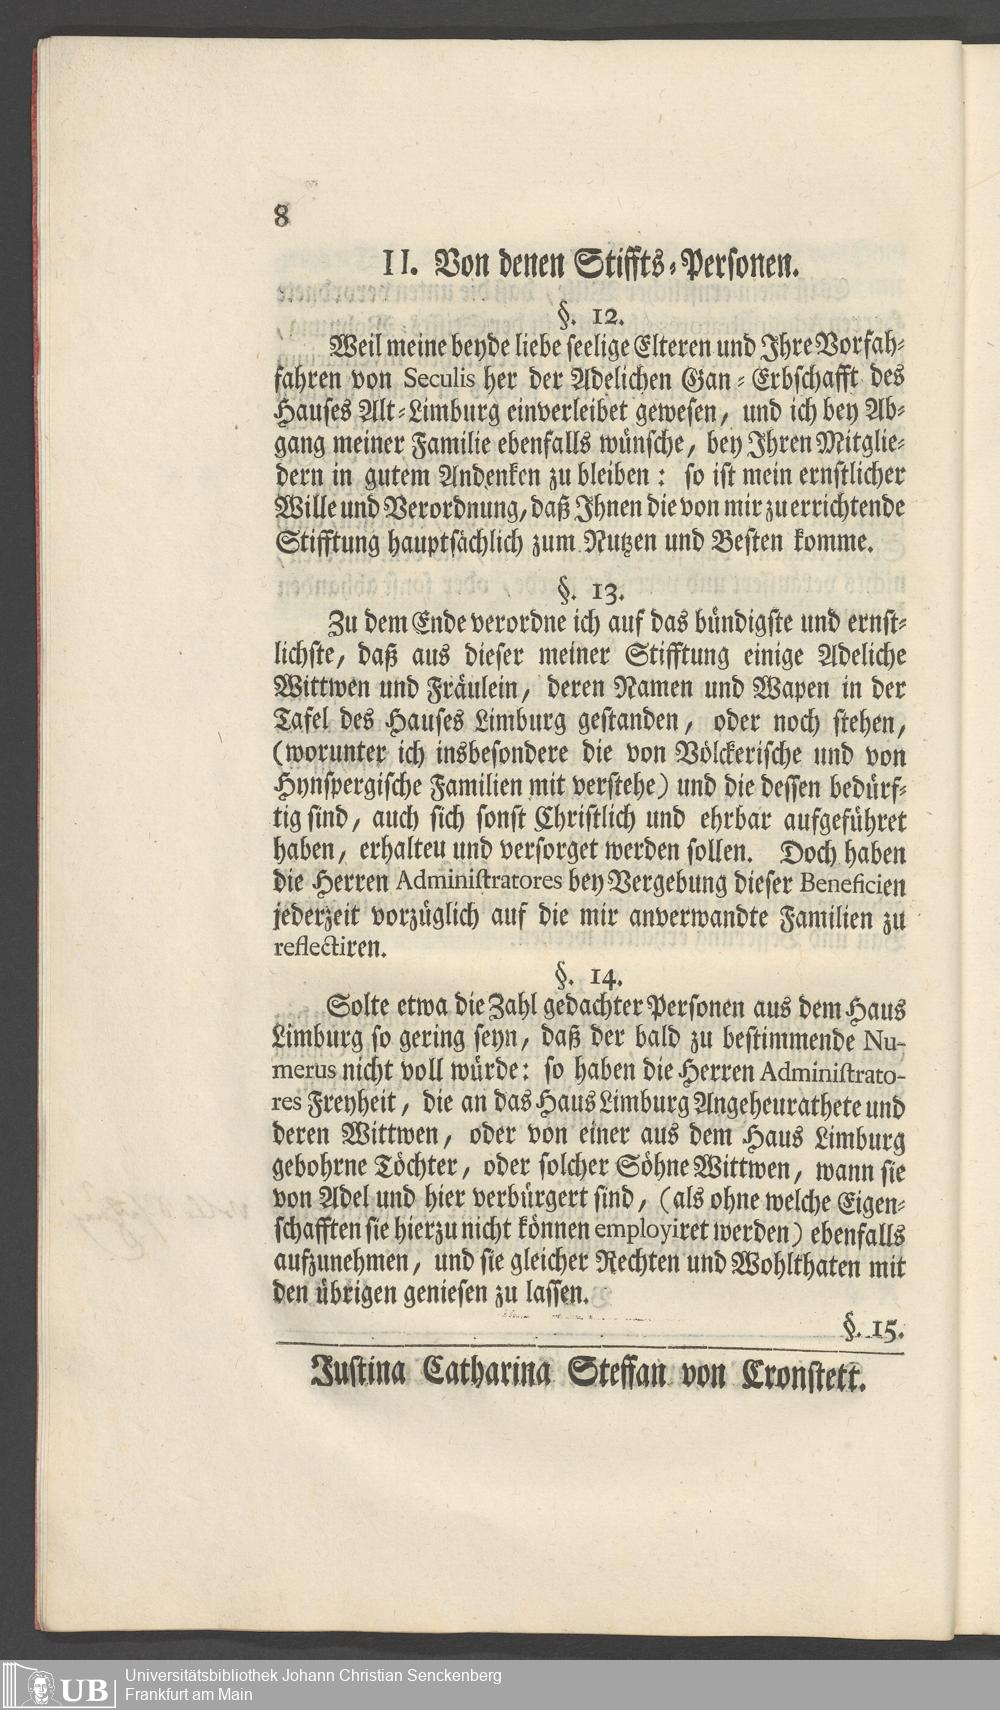 8
II. Von denen Stiffts-Personen.
§. 12.
Weil meine beyde liebe seelige Elteren und Ihre Vorfah-
fahren von Seculis her der Adelichen Gan-Erbschafft des
Hauses Alt-Limburg einverleibet gewesen, und ich bey Ab-
gang meiner Familie ebenfalls wünsche, bey Ihren Mitglie-
dern in gutem Andenken zu bleiben: so ist mein ernstlicher
Wille und Verordnung, daß Ihnen die von mir zu errichtende
Stifftung hauptsächlich zum Nutzen und Besten komme.
§. 13.
Zu dem Ende verordne ich auf das bündigste und ernst-
lichste, daß aus dieser meiner Stifftung einige Adeliche
Wittwen und Fräulein, deren Namen und Wapen in der
Tafel des Hauses Limburg gestanden, oder noch stehen,
(worunter ich insbesondere die von Völckerische und von
Hynspergische Familien mit verstehe) und die dessen bedürf-
tig sind, auch sich sonst Christlich und ehrbar aufgeführet
haben, erhalteu und versorget werden sollen. Doch haben
die Herren Administratores bey Vergebung dieser Beneficien
jederzeit vorzüglich auf die mir anverwandte Familien zu
reflectiren.
§. 14.
Solte etwa die Zahl gedachter Personen aus dem Haus
Limburg so gering seyn, daß der bald zu bestimmende Nu-
merus nicht voll würde: so haben die Herren Administrato-
res Freyheit, die an das Haus Limburg Angeheurathete und
deren Wittwen, oder von einer aus dem Haus Limburg
gebohrne Töchter, oder solcher Söhne Wittwen, wann sie
von Adel und hier verbürgert sind, (als ohne welche Eigen-
schafften sie hierzu nicht können employiret werden) ebenfalls
aufzunehmen, und sie gleicher Rechten und Wohlthaten mit
den übrigen geniesen zu lassen.
§. 15.
Justina Catharina Steffan von Cronstett.
UB
Universitätsbibliothek Johann Christian Senckenberg
Frankfurt am Main